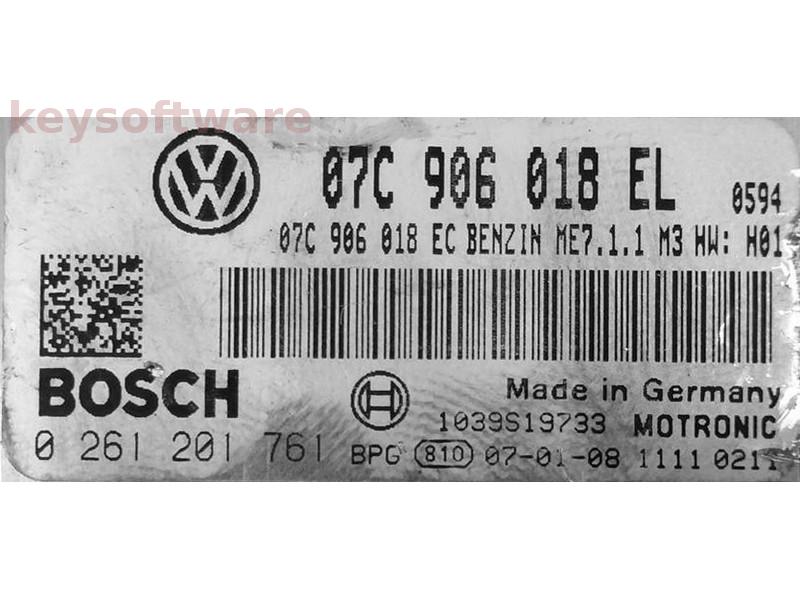 keysoftware
07C 906 018 EL 0594
07C 906 018 EC BENZIN ME7.1.1 M3 HW: H01
BOSCH
Made in Germany
1039S19733 MOTRONIC
0 261 201 761 BPG 810 07-01-08 1111 0211